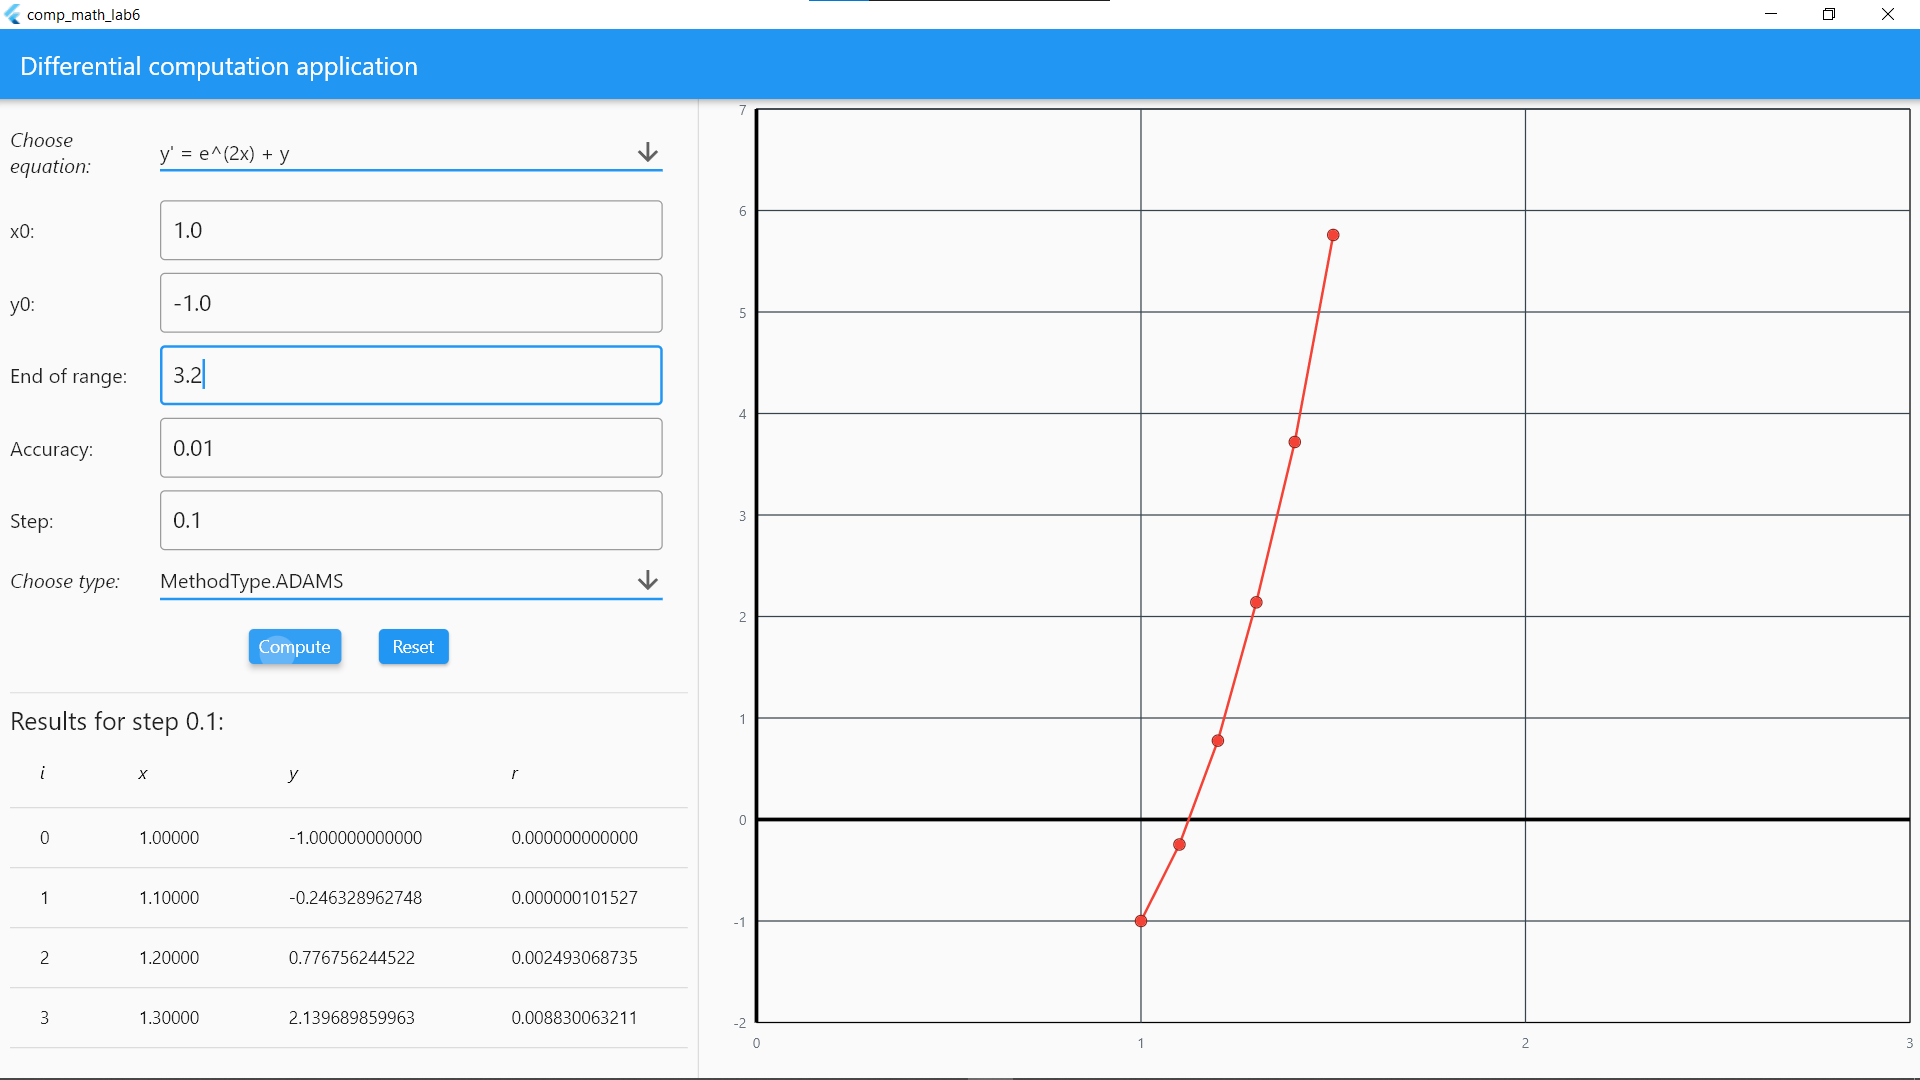 comp_math_lab6
Differential computation application
Choose equation:
y' = e^(2x) + y
x0:
1.0
y0:
-1.0
End of range:
3.2
Accuracy:
0.01
Step:
0.1
Choose type:
MethodType.ADAMS
Compute Reset
Results for step 0.1:
i x y r
0 1.00000 -1.000000000000 0.000000000000
1 1.10000 -0.246328962748 0.000000101527
2 1.20000 0.776756244522 0.002493068735
3 1.30000 2.139689859963 0.008830063211
7
6
5
4
3
2
1
0
-1
-2
0 1 2 3